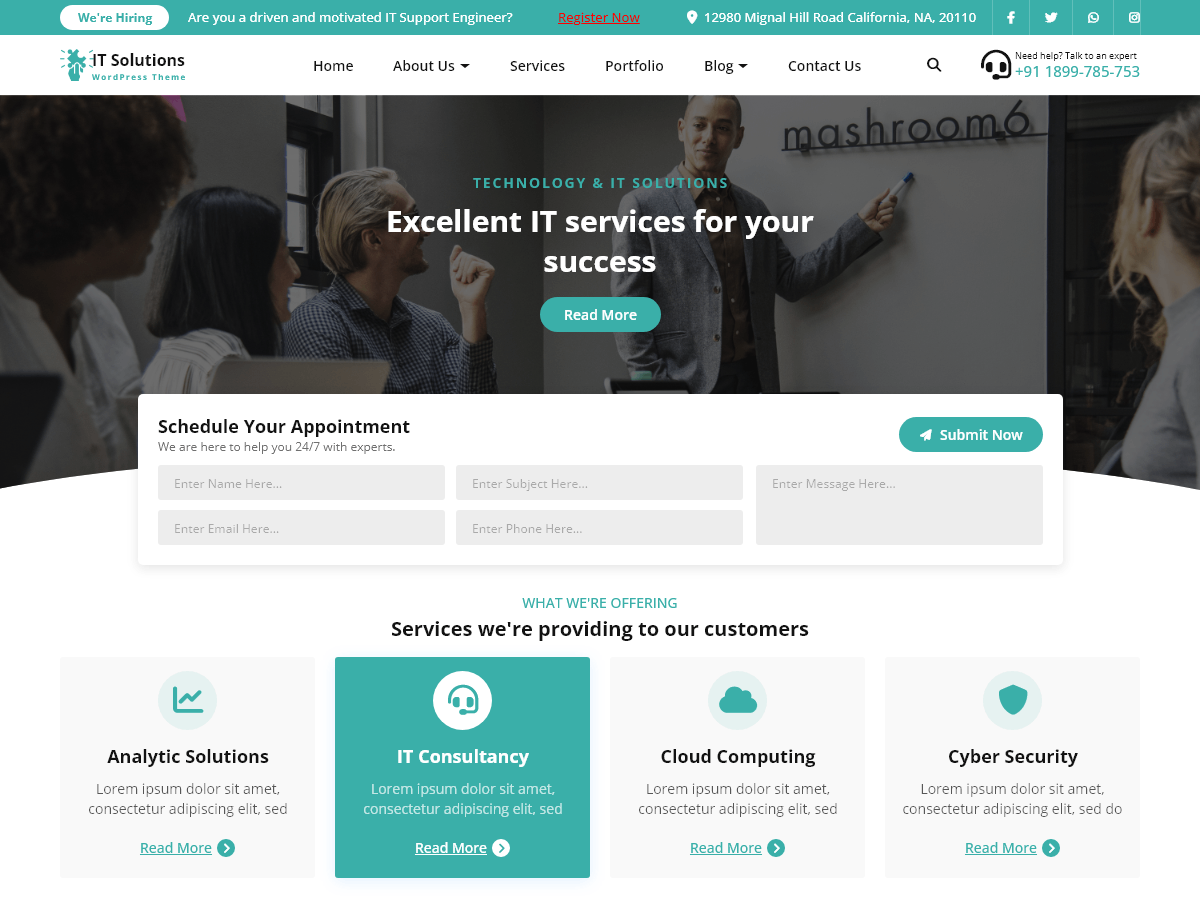 We're Hiring
Are you a driven and motivated IT Support Engineer?
Register Now
12980 Mignal Hill Road California, NA, 20110
IT Solutions
WordPress Theme
Home
About Us
Services
Portfolio
Blog
Contact Us
Need help? Talk to an expert
+91 1899-785-753
mashroom6
TECHNOLOGY & IT SOLUTIONS
Excellent IT services for your
success
Read More
Schedule Your Appointment
We are here to help you 24/7 with experts.
Submit Now
Enter Name Here...
Enter Subject Here...
Enter Message Here...
Enter Email Here...
Enter Phone Here...
WHAT WE'RE OFFERING
Services we're providing to our customers
Analytic Solutions
Lorem ipsum dolor sit amet,
consectetur adipiscing elit, sed
Read More
IT Consultancy
Lorem ipsum dolor sit amet,
consectetur adipiscing elit, sed
Read More
Cloud Computing
Lorem ipsum dolor sit amet,
consectetur adipiscing elit, sed
Read More
Cyber Security
Lorem ipsum dolor sit amet,
consectetur adipiscing elit, sed do
Read More